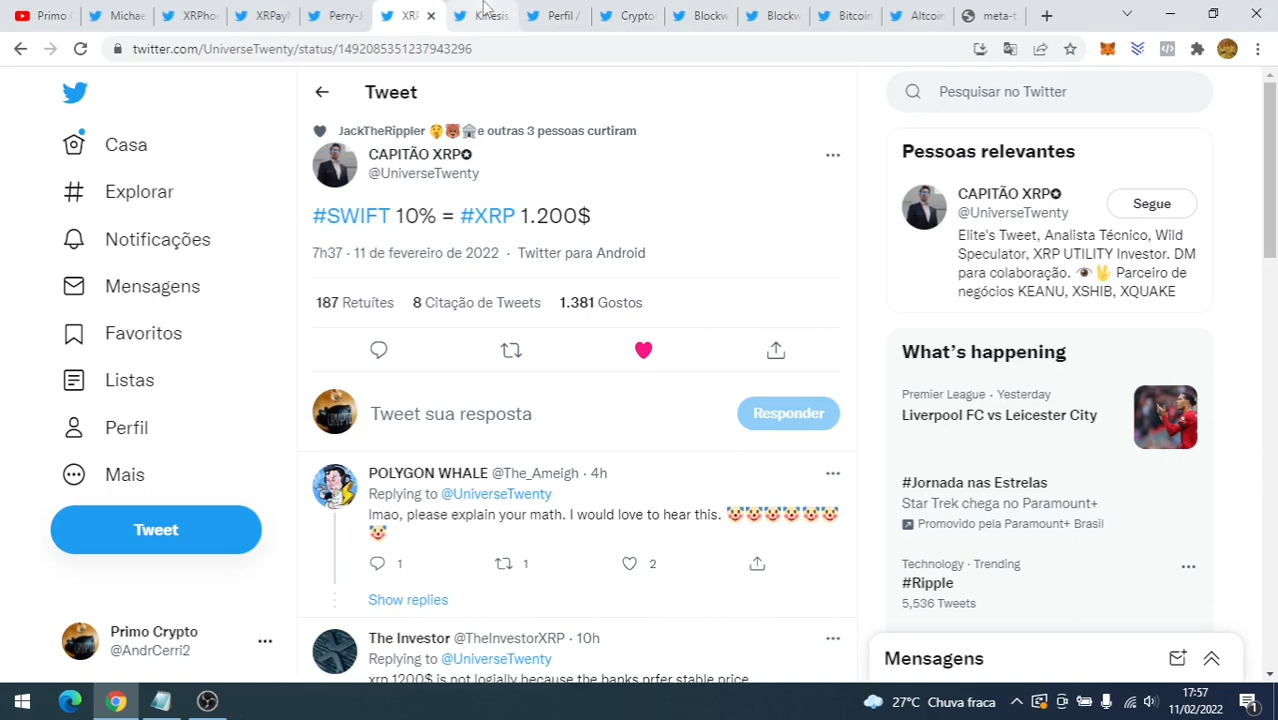 Primo C
Michae
XRPhoe
XRPayN
Perry-J
XRF
Kinesis
Perfil /
Crypto
Blockw
Blockw
Bitcoin
Altcoin
meta-t
twitter.com/UniverseTwenty/status/1492085351237943296
Casa
Explorar
Notificações
Mensagens
Favoritos
Listas
Perfil
Mais
Tweet
Primo Crypto
@AndrCerri2
Tweet
JackTheRippler 🤫🐻🏚️e outras 3 pessoas curtiram
CAPITÃO XRP✪
@UniverseTwenty
#SWIFT 10% = #XRP 1.200$
7h37 · 11 de fevereiro de 2022 · Twitter para Android
187 Retuítes 8 Citação de Tweets 1.381 Gostos
Tweet sua resposta
Responder
POLYGON WHALE @The_Ameigh · 4h
Replying to @UniverseTwenty
lmao, please explain your math. I would love to hear this. 🤡🤡🤡🤡🤡🤡
🤡
1 1 2
Show replies
The Investor @TheInvestorXRP · 10h
Replying to @UniverseTwenty
xrp 1200$ is not logially because the banks prfer stable price
Pesquisar no Twitter
Pessoas relevantes
CAPITÃO XRP✪
@UniverseTwenty
Segue
Elite's Tweet, Analista Técnico, Wild
Speculator, XRP UTILITY Investor. DM
para colaboração. 👁️🖖 Parceiro de
negócios KEANU, XSHIB, XQUAKE
What's happening
Premier League · Yesterday
Liverpool FC vs Leicester City
#Jornada nas Estrelas
Star Trek chega no Paramount+
Promovido pela Paramount+ Brasil
Technology · Trending
#Ripple
5,536 Tweets
Mensagens
27°C Chuva fraca
17:57
11/02/2022
1